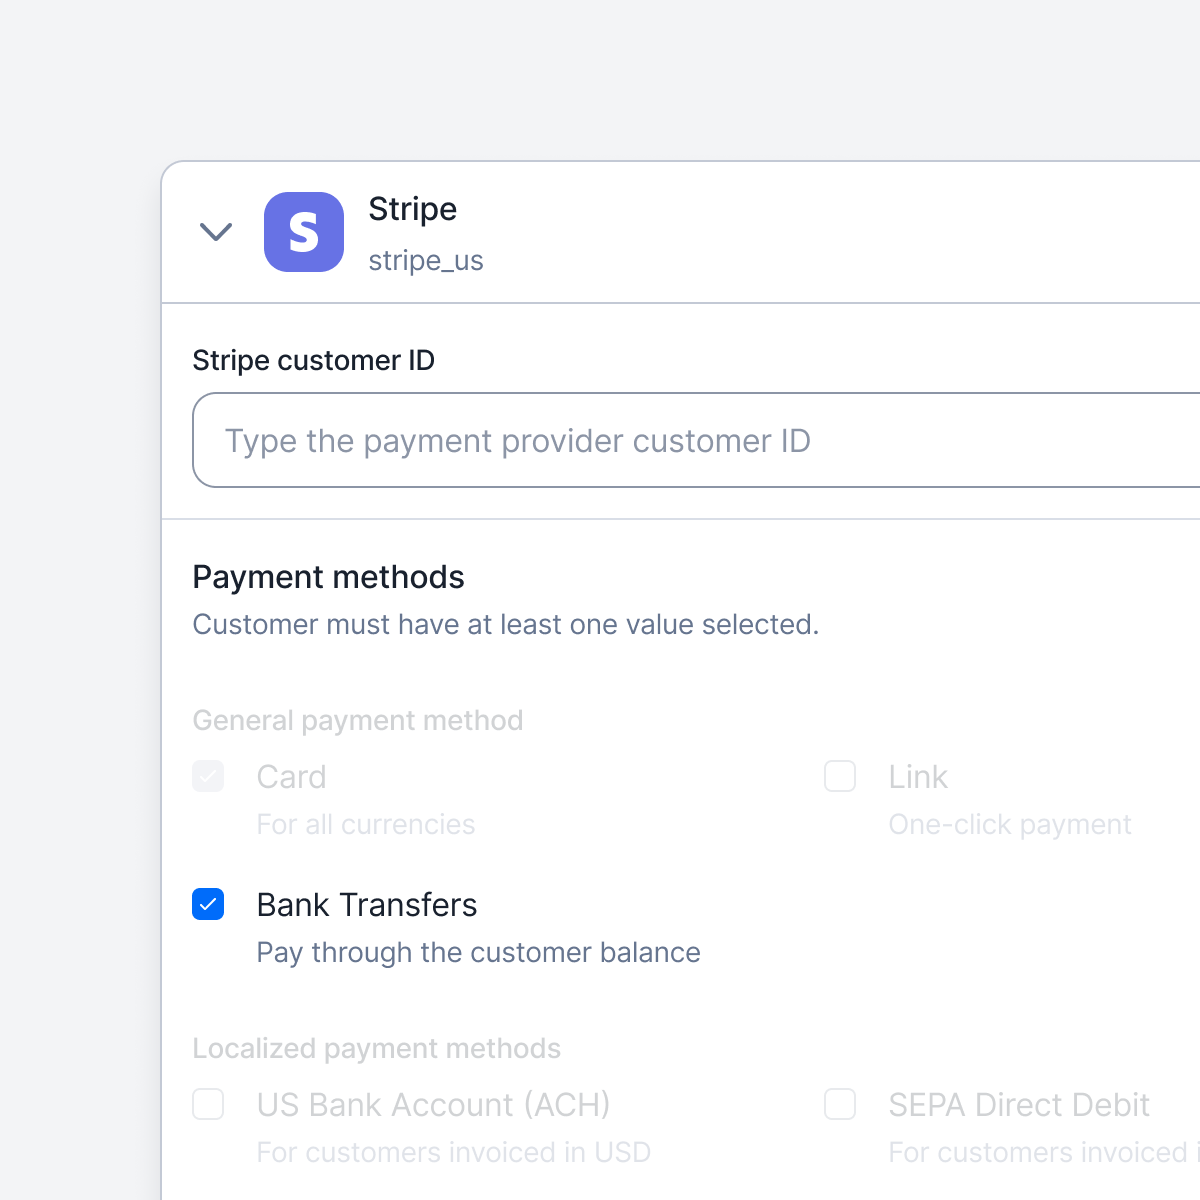 S
Stripe
stripe_us
Stripe customer ID
Type the payment provider customer ID
Payment methods
Customer must have at least one value selected.
General payment method
Card
Link
For all currencies
One-click payment
Bank Transfers
Pay through the customer balance
Localized payment methods
US Bank Account (ACH)
SEPA Direct Debit
For customers invoiced in USD
For customers invoiced